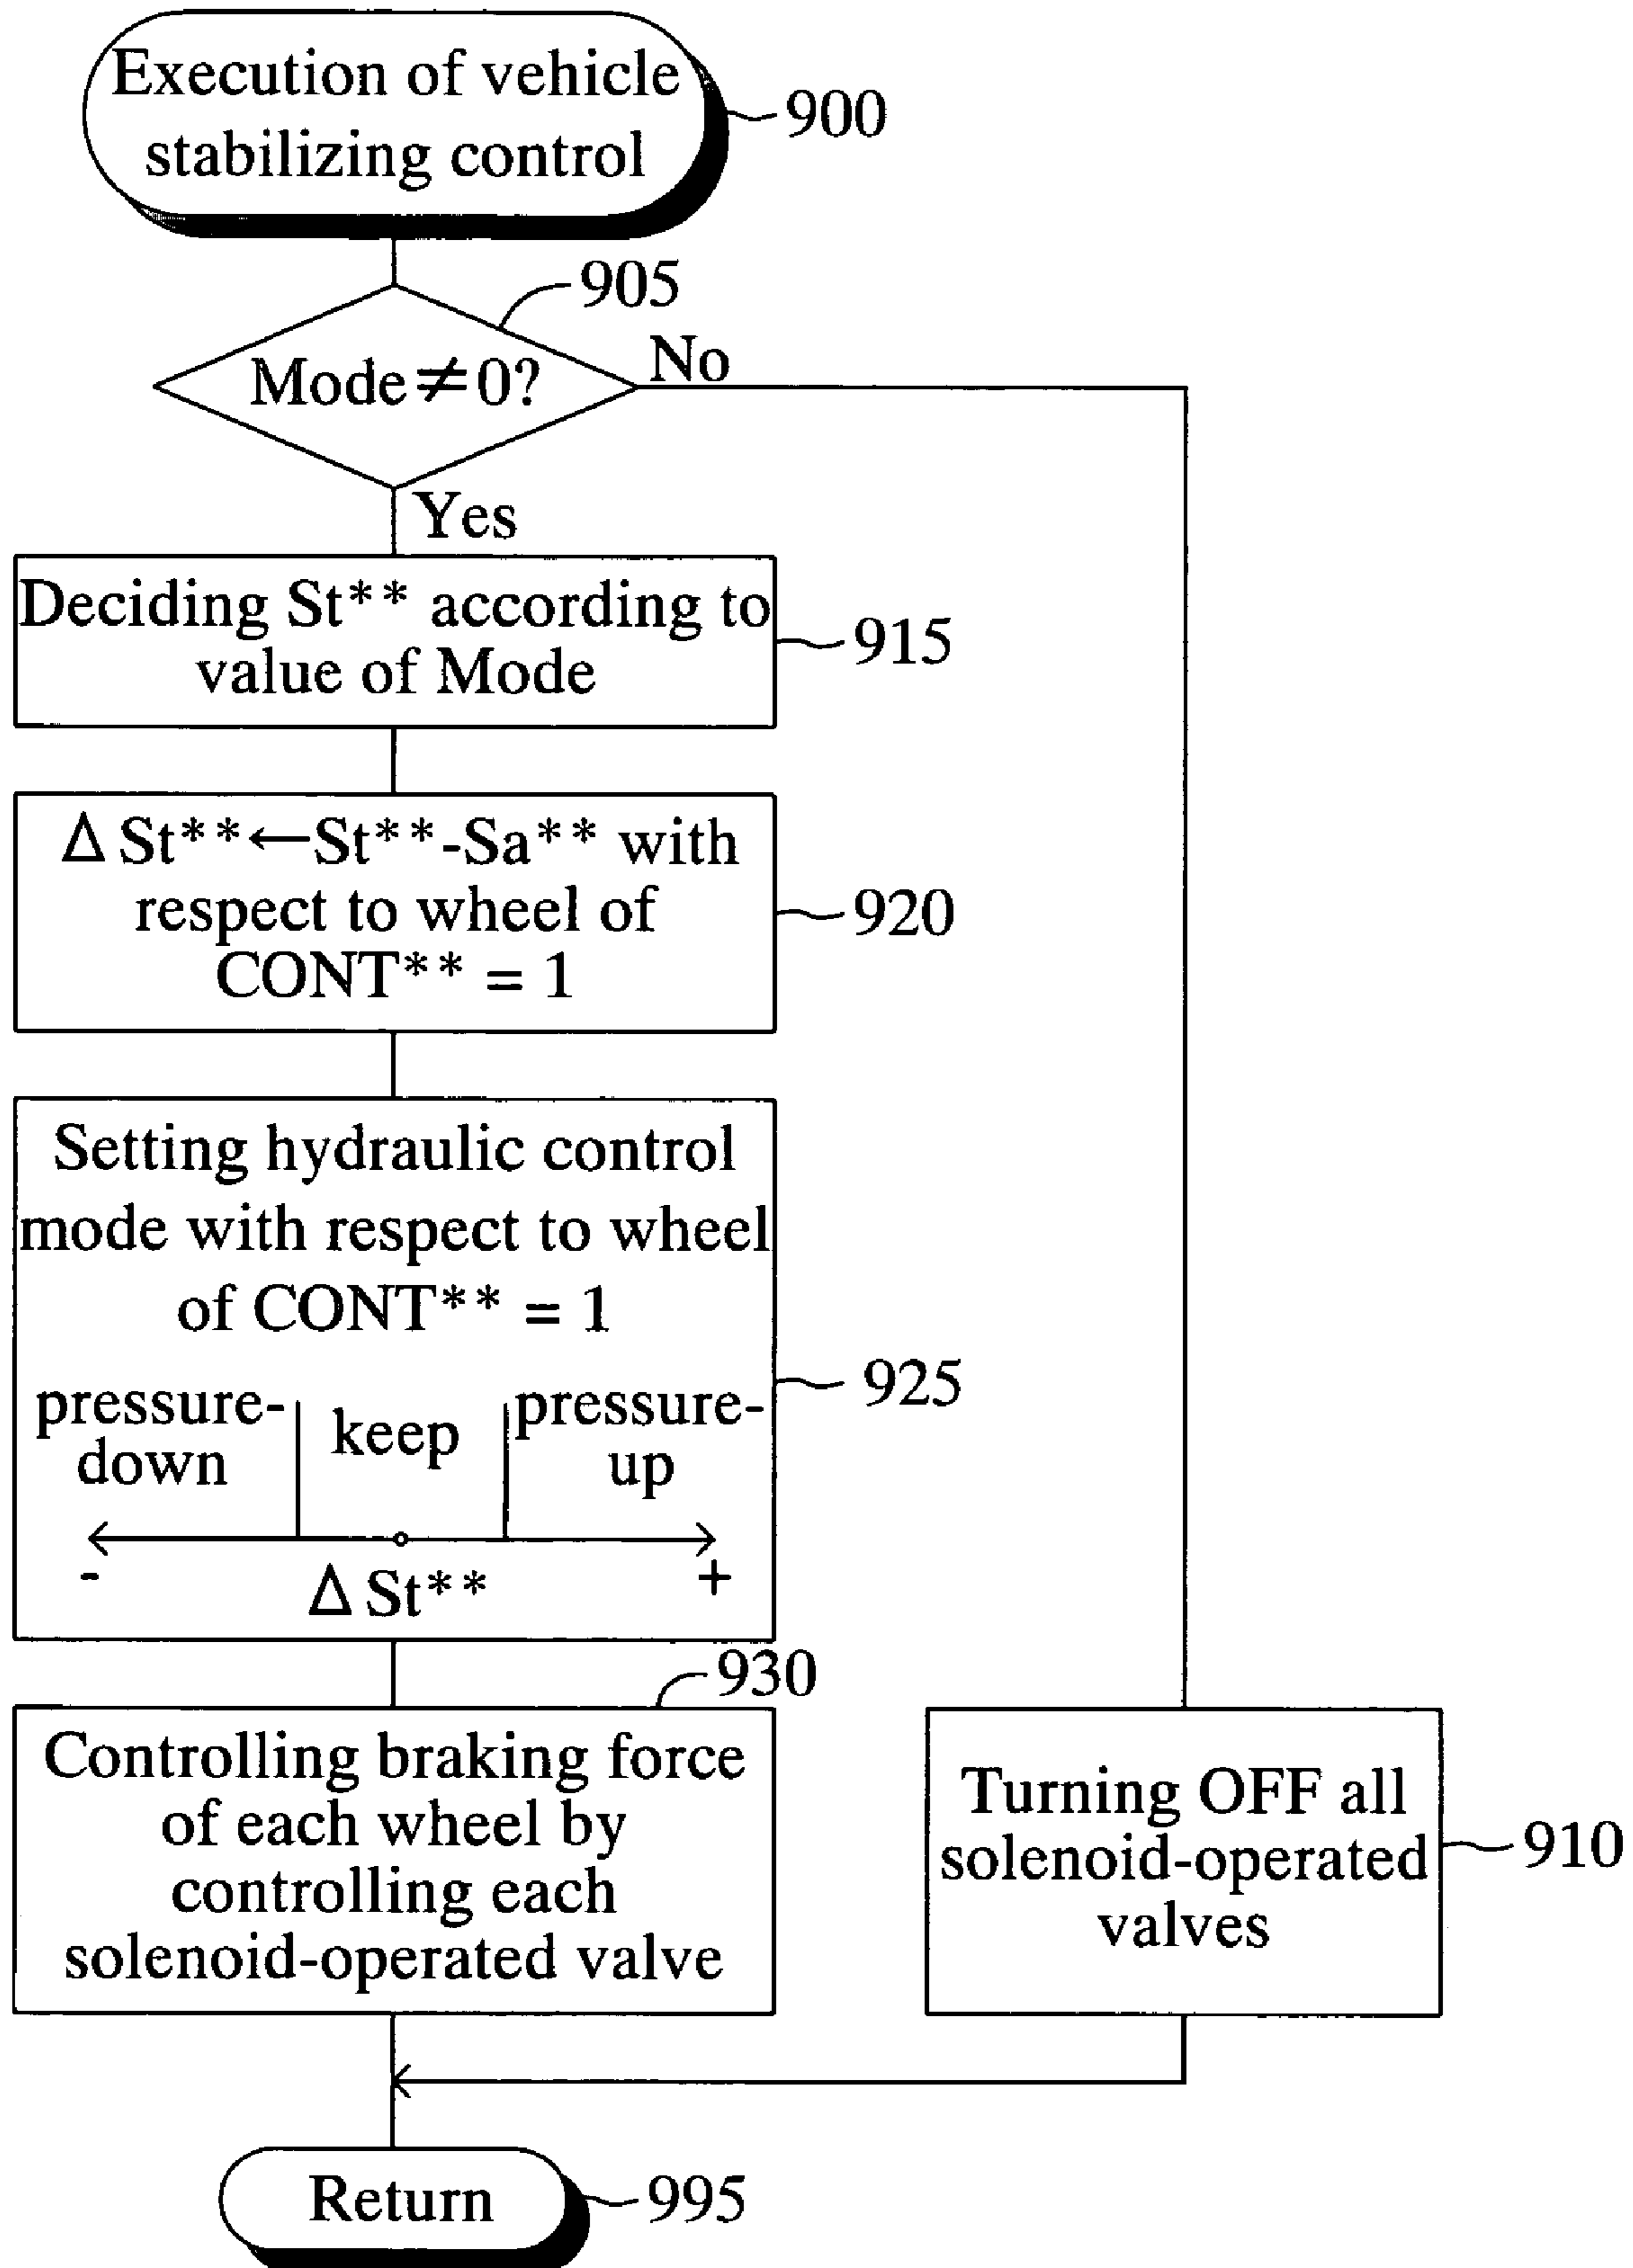 Execution of vehicle
stabilizing control
900
905
Mode≠0?
No
Yes
Deciding St** according to
value of Mode
915
Δ St**←St**-Sa** with
respect to wheel of
CONT** = 1
920
Setting hydraulic control
mode with respect to wheel
of CONT** = 1
925
pressure-
down
keep
pressure-
up
-
+
Δ St**
930
Controlling braking force
of each wheel by
controlling each
solenoid-operated valve
Turning OFF all
solenoid-operated
valves
910
Return
995